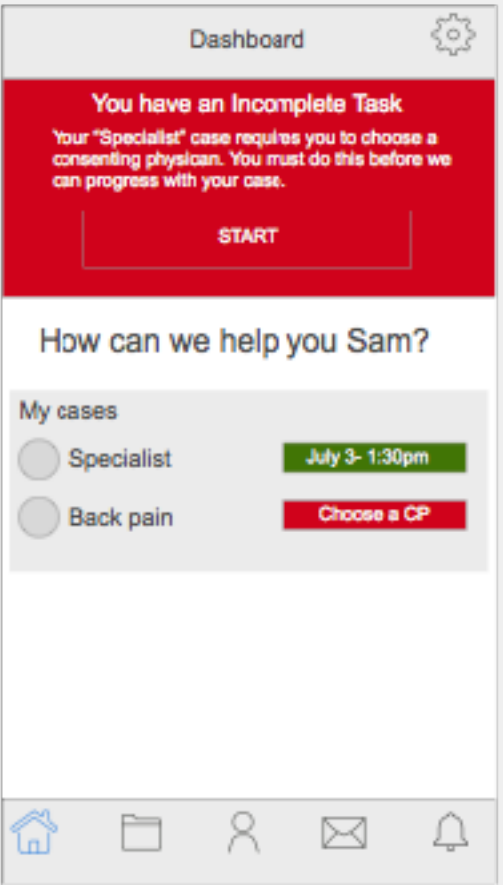 Dashboard
You have an Incomplete Task
Your "Specialist" case requires you to choose a
consenting physican. You must do this before we
can progress with your case.
START
How can we help you Sam?
My cases
Specialist
July 3- 1:30pm
Back pain
Choose a CP